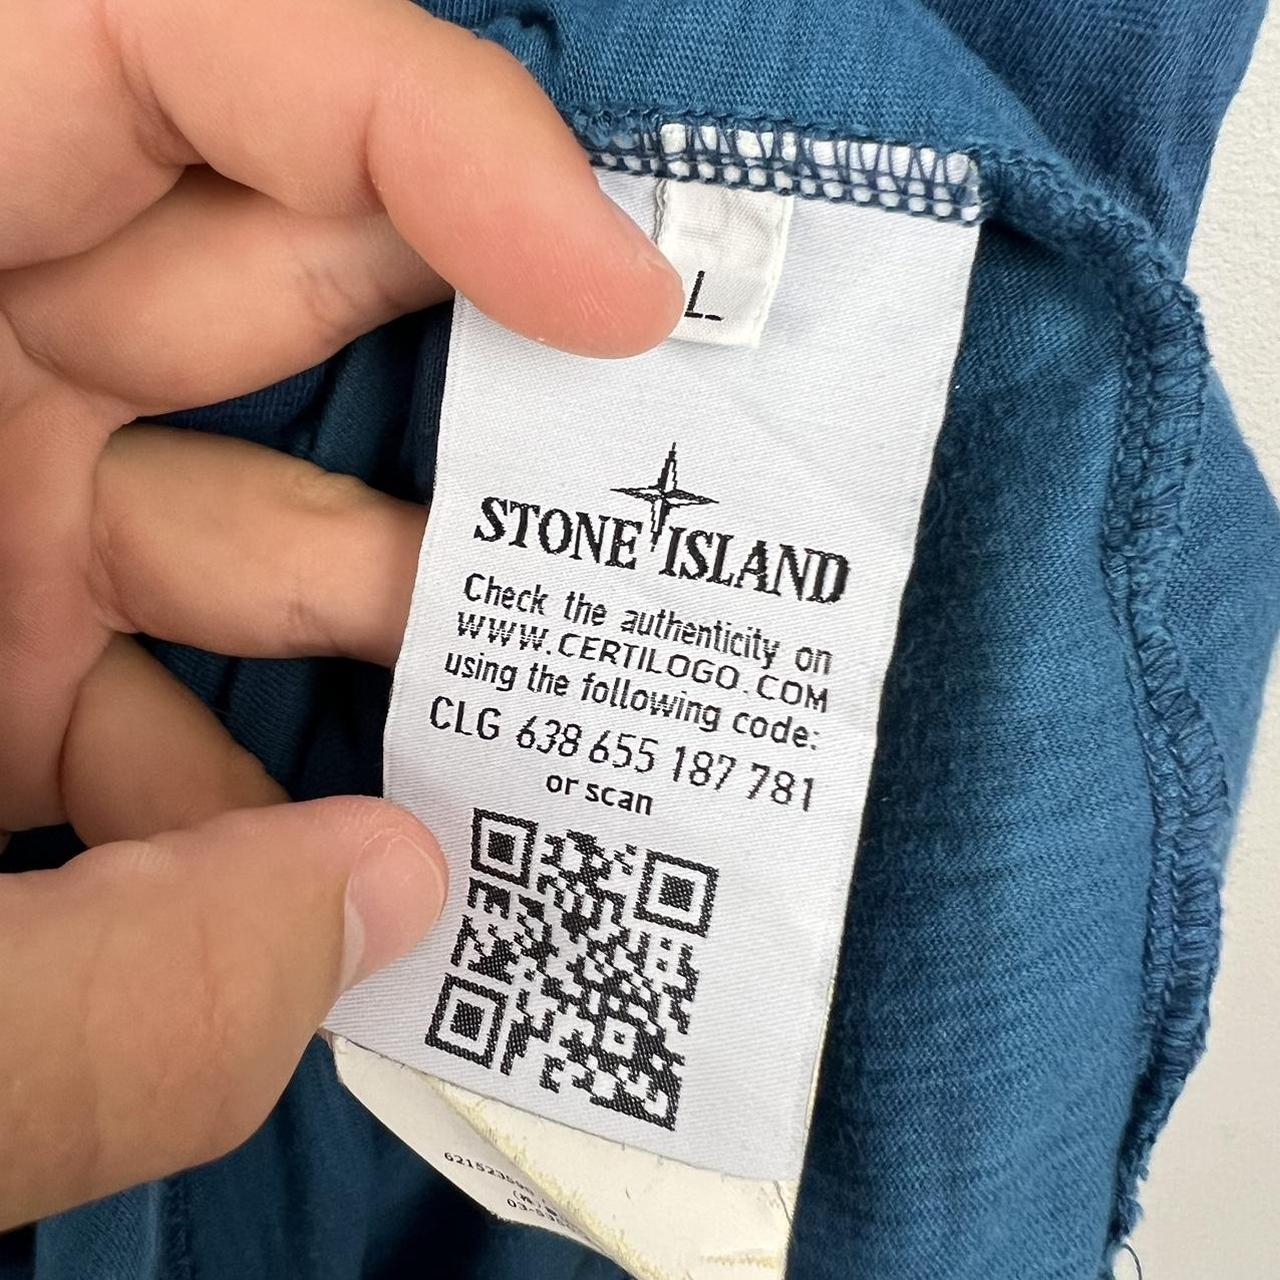 L
STONE ISLAND
Check the authenticity on
WWW.CERTILOGO.COM
using the following code:
CLG 638 655 187 781
or scan